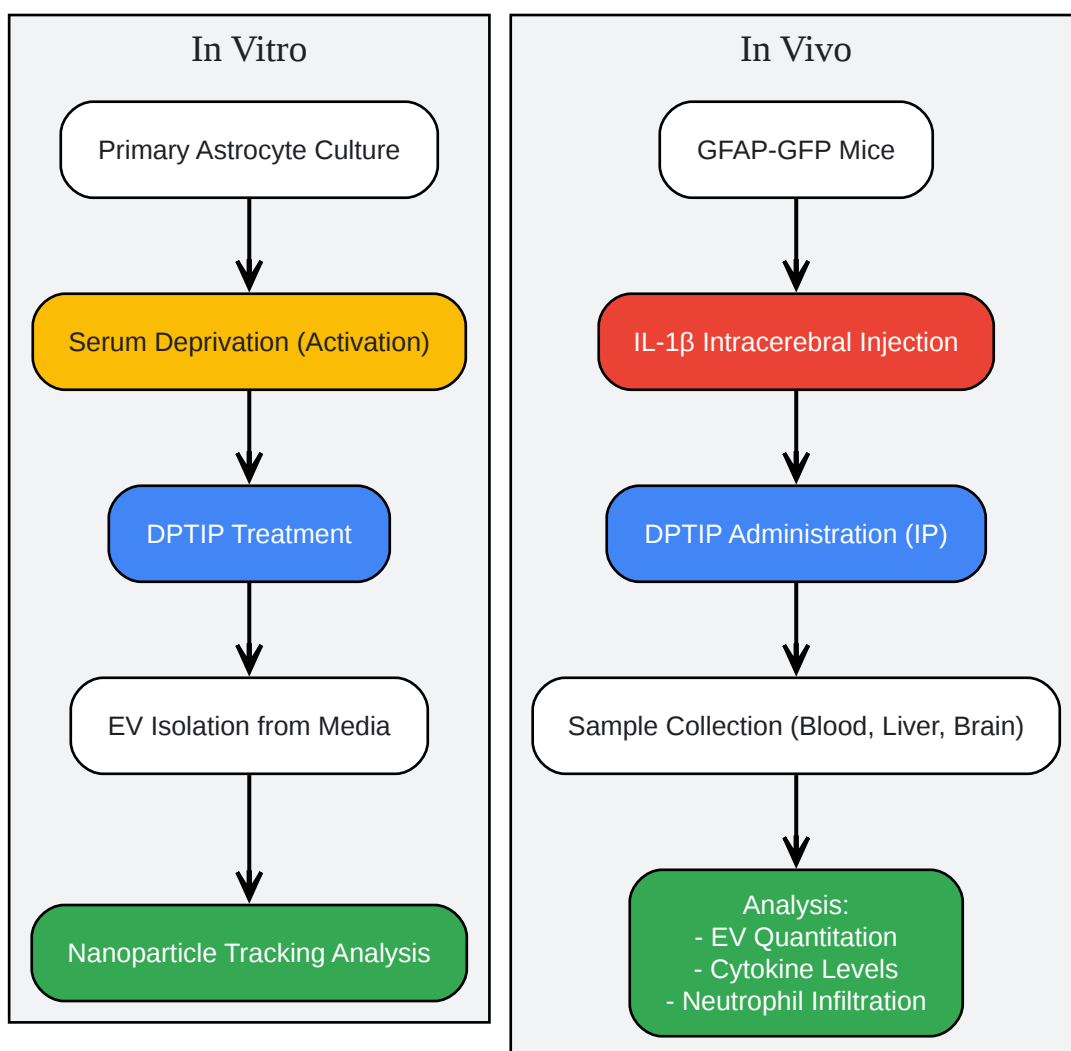 In Vitro
Primary Astrocyte Culture
Serum Deprivation (Activation)
DPTIP Treatment
EV Isolation from Media
Nanoparticle Tracking Analysis
In Vivo
GFAP-GFP Mice
IL-1β Intracerebral Injection
DPTIP Administration (IP)
Sample Collection (Blood, Liver, Brain)
Analysis:
- EV Quantitation
- Cytokine Levels
- Neutrophil Infiltration